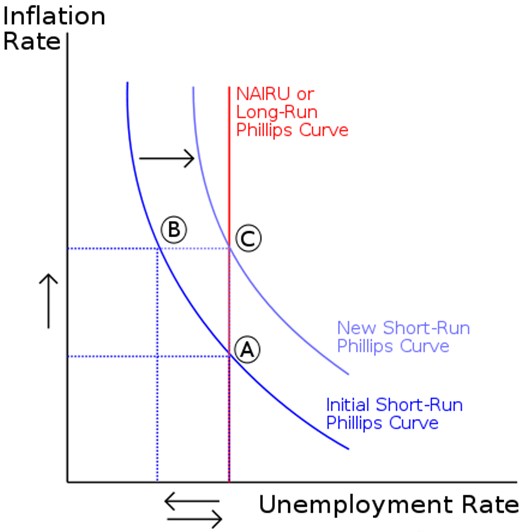 Inflation
Rate
NAIRU or
Long-Run
Phillips Curve
B
C
A
New Short-Run
Phillips Curve
Initial Short-Run
Phillips Curve
Unemployment Rate